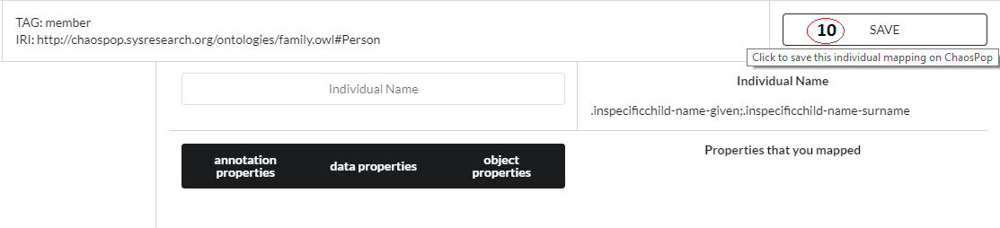 TAG: member
IRI: http://chaospop.sysresearch.org/ontologies/family.owl#Person
10 SAVE
Click to save this individual mapping on ChaosPop
Individual Name
Individual Name
.inspecificchild-name-given;.inspecificchild-name-surname
annotation
properties
data properties
object
properties
Properties that you mapped